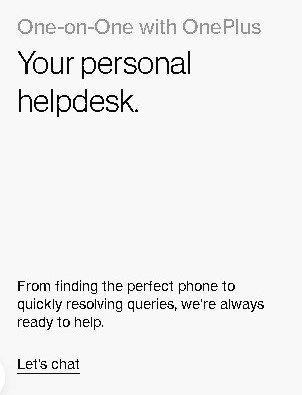 One-on-One with OnePlus
Your personal
helpdesk.
From finding the perfect phone to
quickly resolving queries, we're always
ready to help.
Let's chat